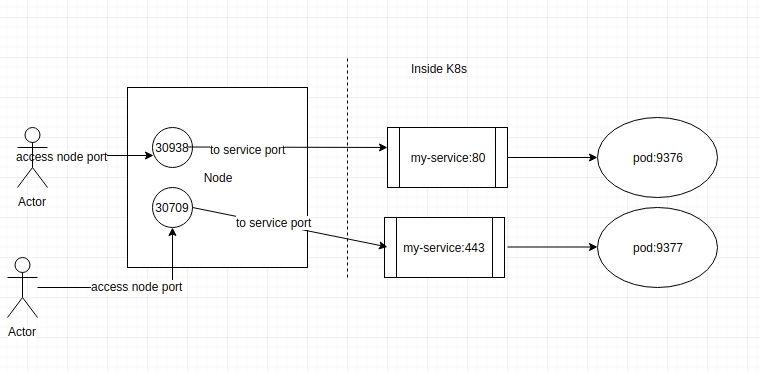 Inside K8s
30938
to service port
my-service:80
pod:9376
access node port
Actor
Node
30709
to service port
my-service:443
pod:9377
access node port
Actor